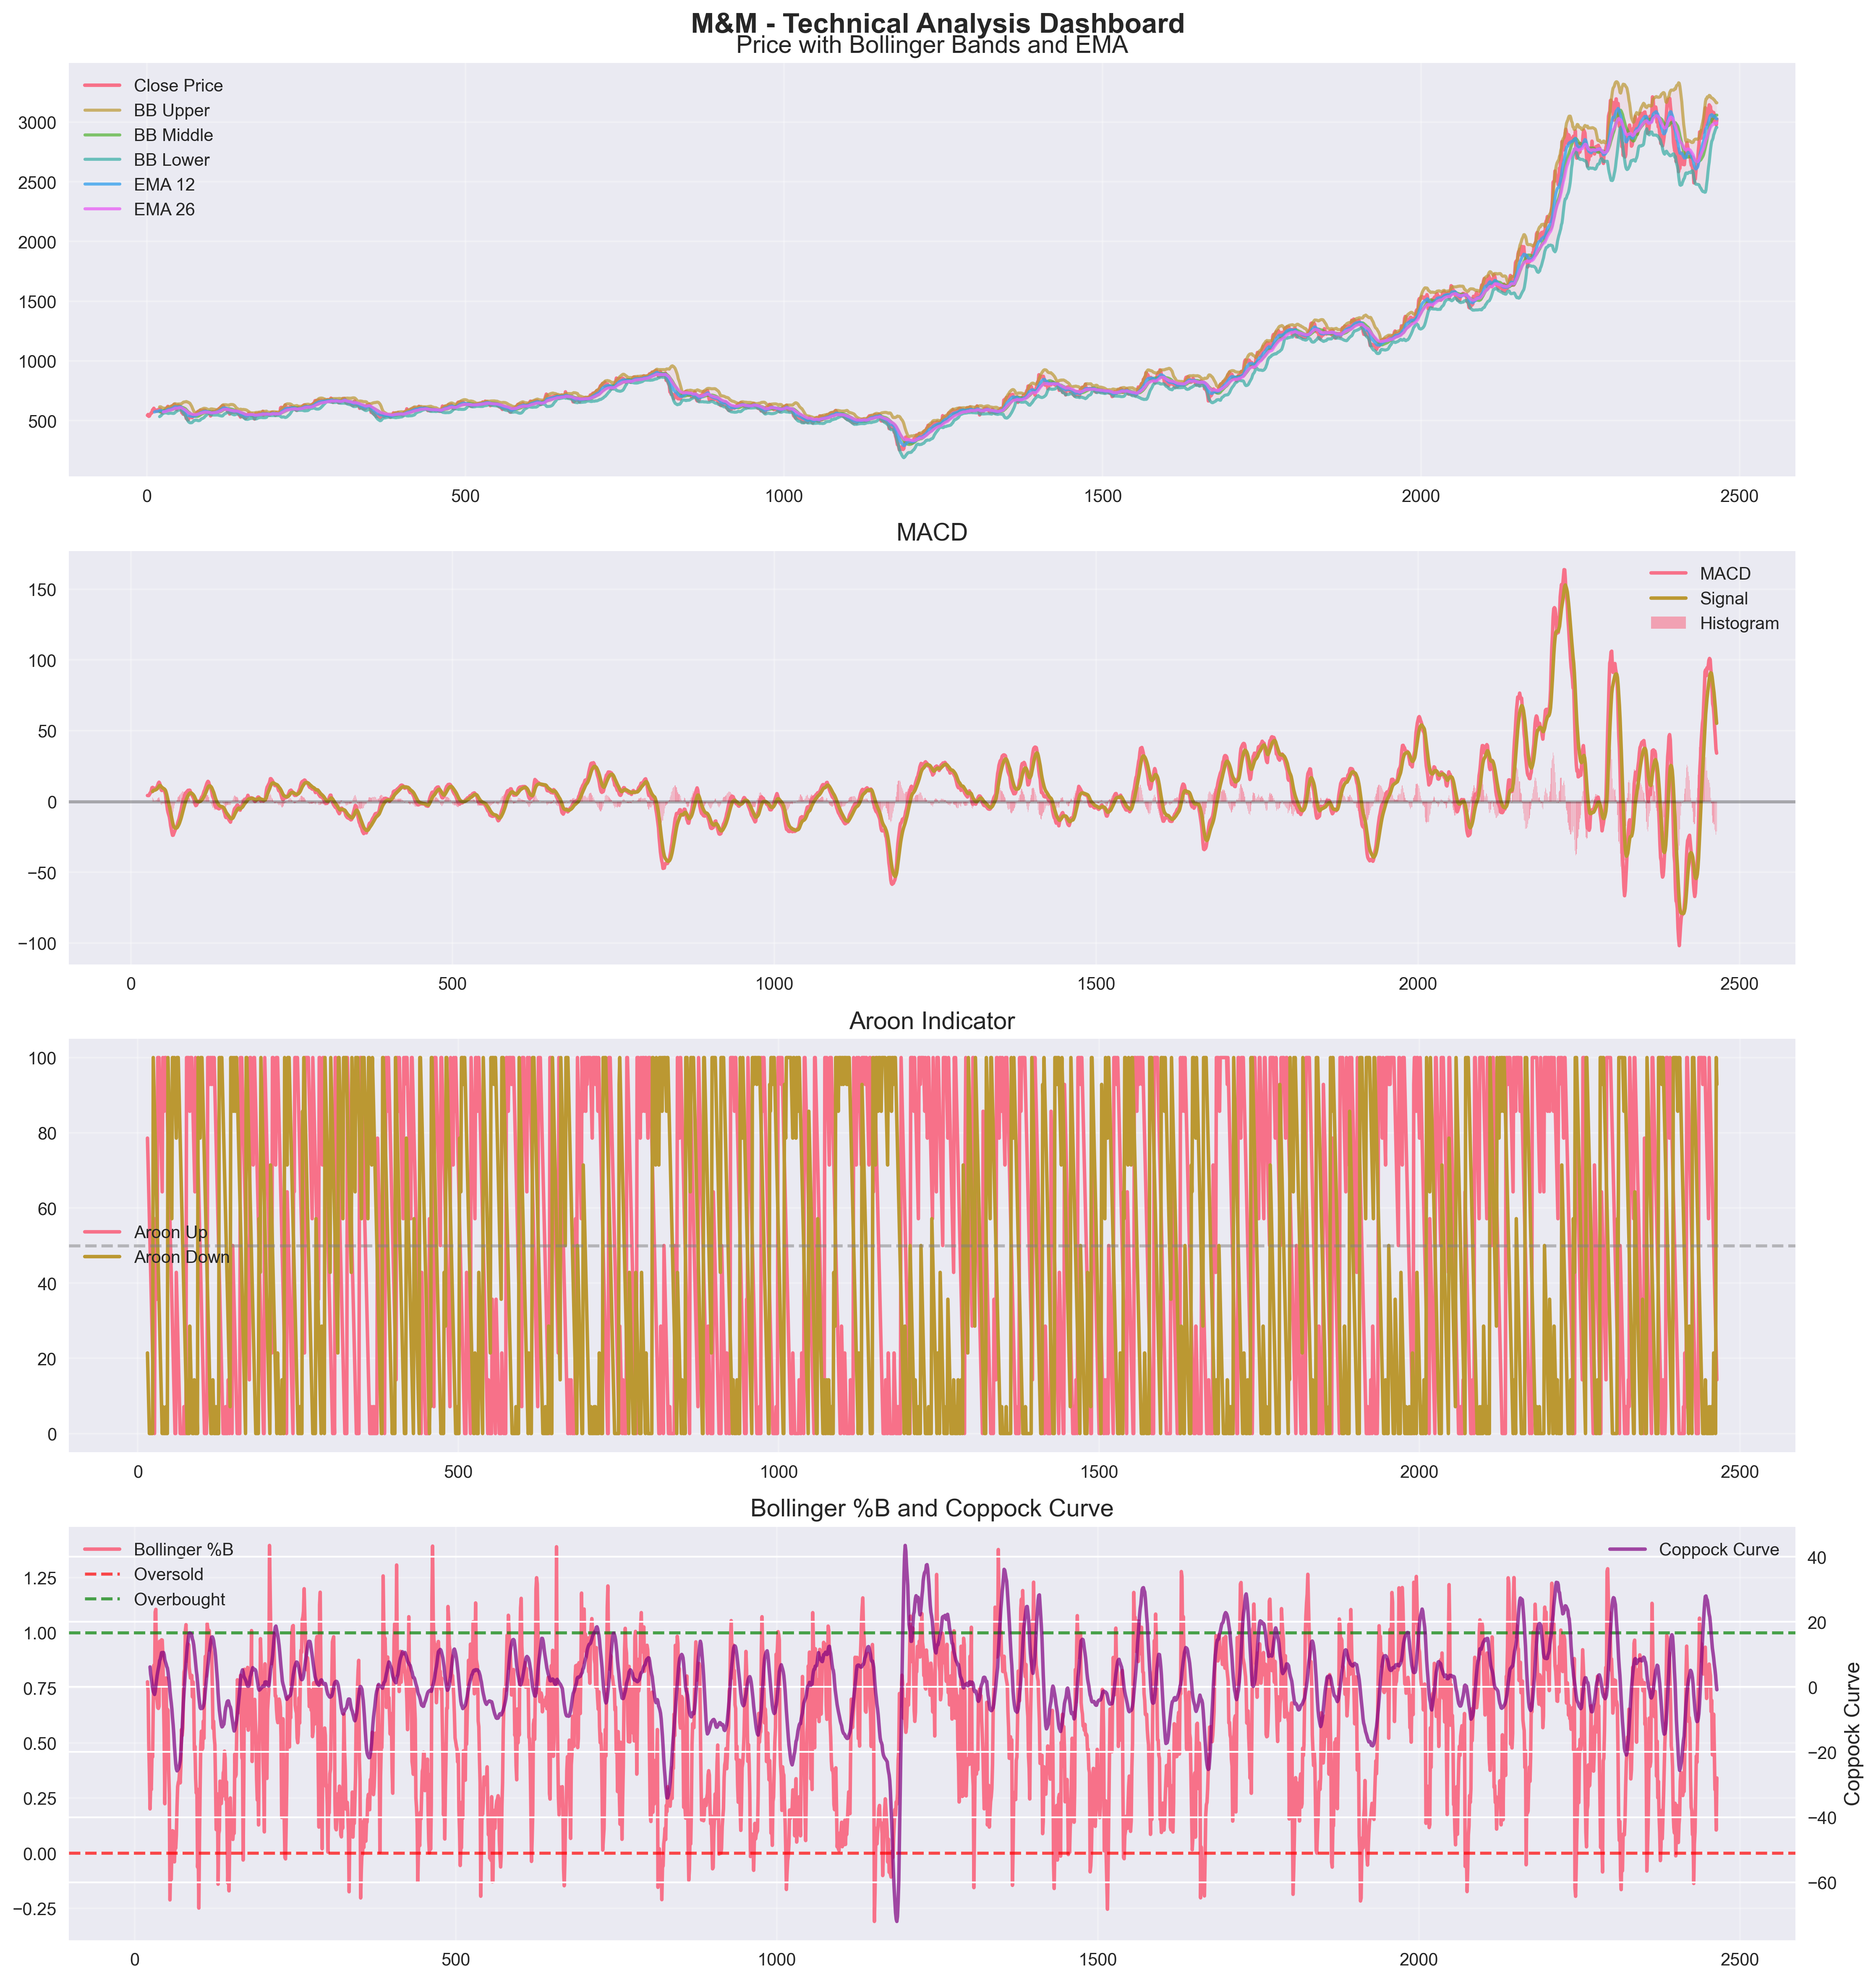 M&M - Technical Analysis Dashboard
Price with Bollinger Bands and EMA
Close Price
BB Upper
BB Middle
BB Lower
EMA 12
EMA 26
3000
2500
2000
1500
1000
500
0 500 1000 1500 2000 2500
MACD
MACD
Signal
Histogram
150
100
50
0
−50
−100
0 500 1000 1500 2000 2500
Aroon Indicator
100
80
60
40
20
0
Aroon Up
Aroon Down
0 500 1000 1500 2000 2500
Bollinger %B and Coppock Curve
Bollinger %B
Oversold
Overbought
Coppock Curve
1.25
1.00
0.75
0.50
0.25
0.00
−0.25
40
20
0
−20
−40
−60
Coppock Curve
0 500 1000 1500 2000 2500